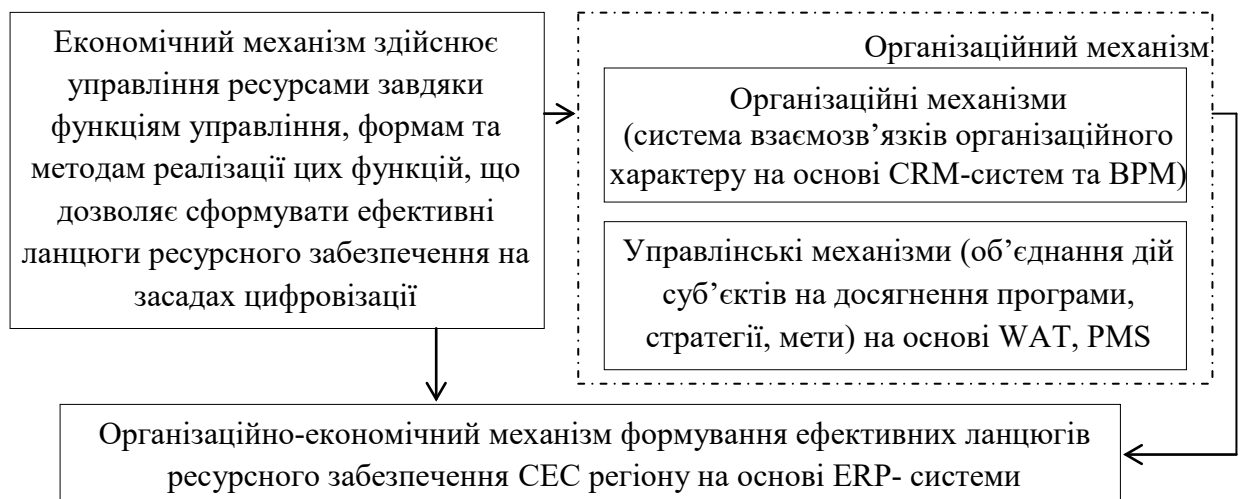 Економічний механізм здійснює
управління ресурсами завдяки
функціям управління, формам та
методам реалізації цих функцій, що
дозволяє сформувати ефективні
ланцюги ресурсного забезпечення на
засадах цифровізації
Організаційний механізм
Організаційні механізми
(система взаємозв’язків організаційного
характеру на основі CRM-систем та BPM)
Управлінські механізми (об’єднання дій
суб’єктів на досягнення програми,
стратегії, мети) на основі WAT, PMS
Організаційно-економічний механізм формування ефективних ланцюгів
ресурсного забезпечення СЕС регіону на основі ERP- системи